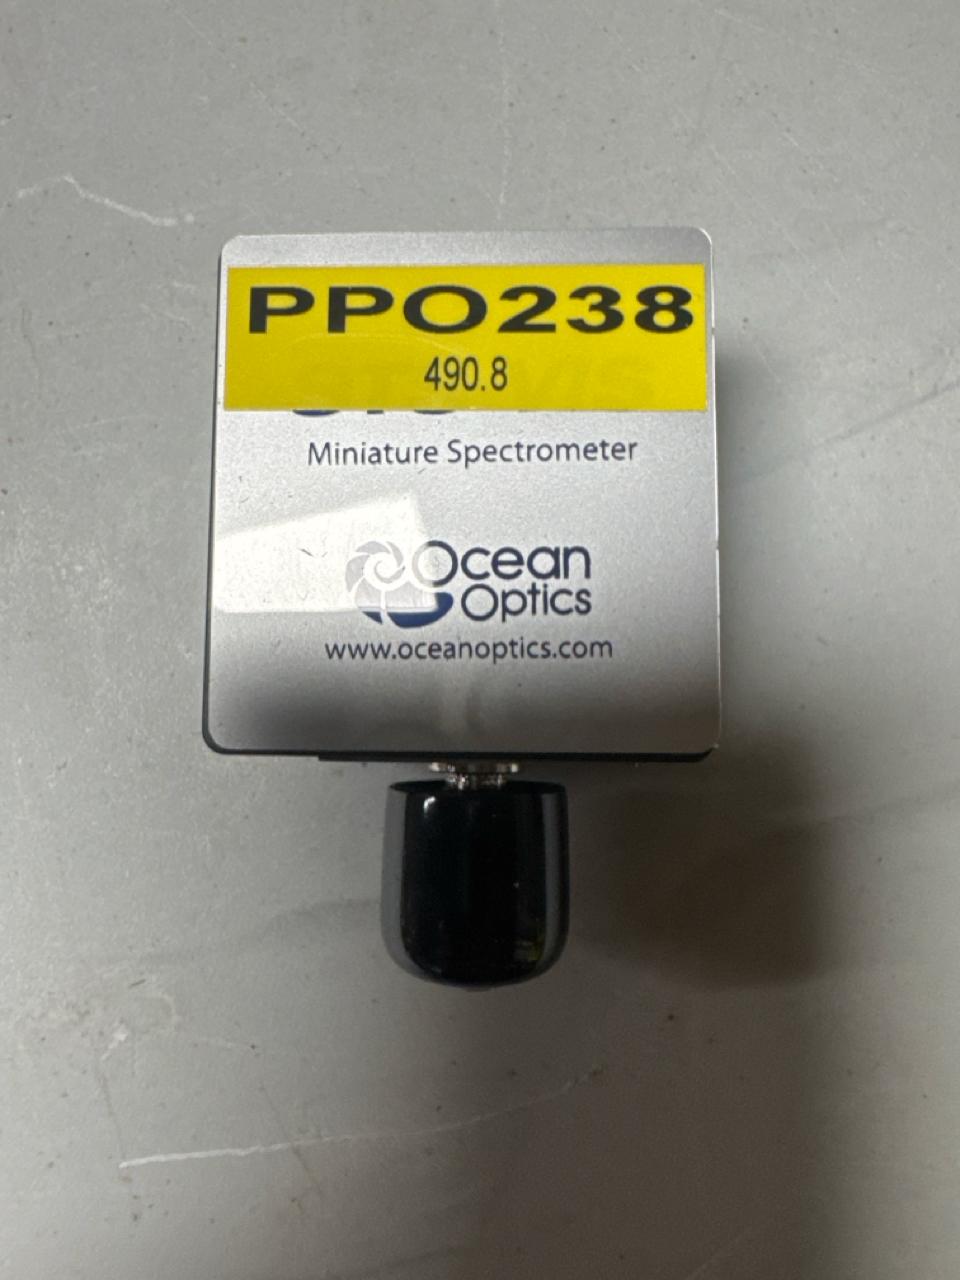 PPO238
490.8
Miniature Spectrometer
Ocean
Optics
www.oceanoptics.com